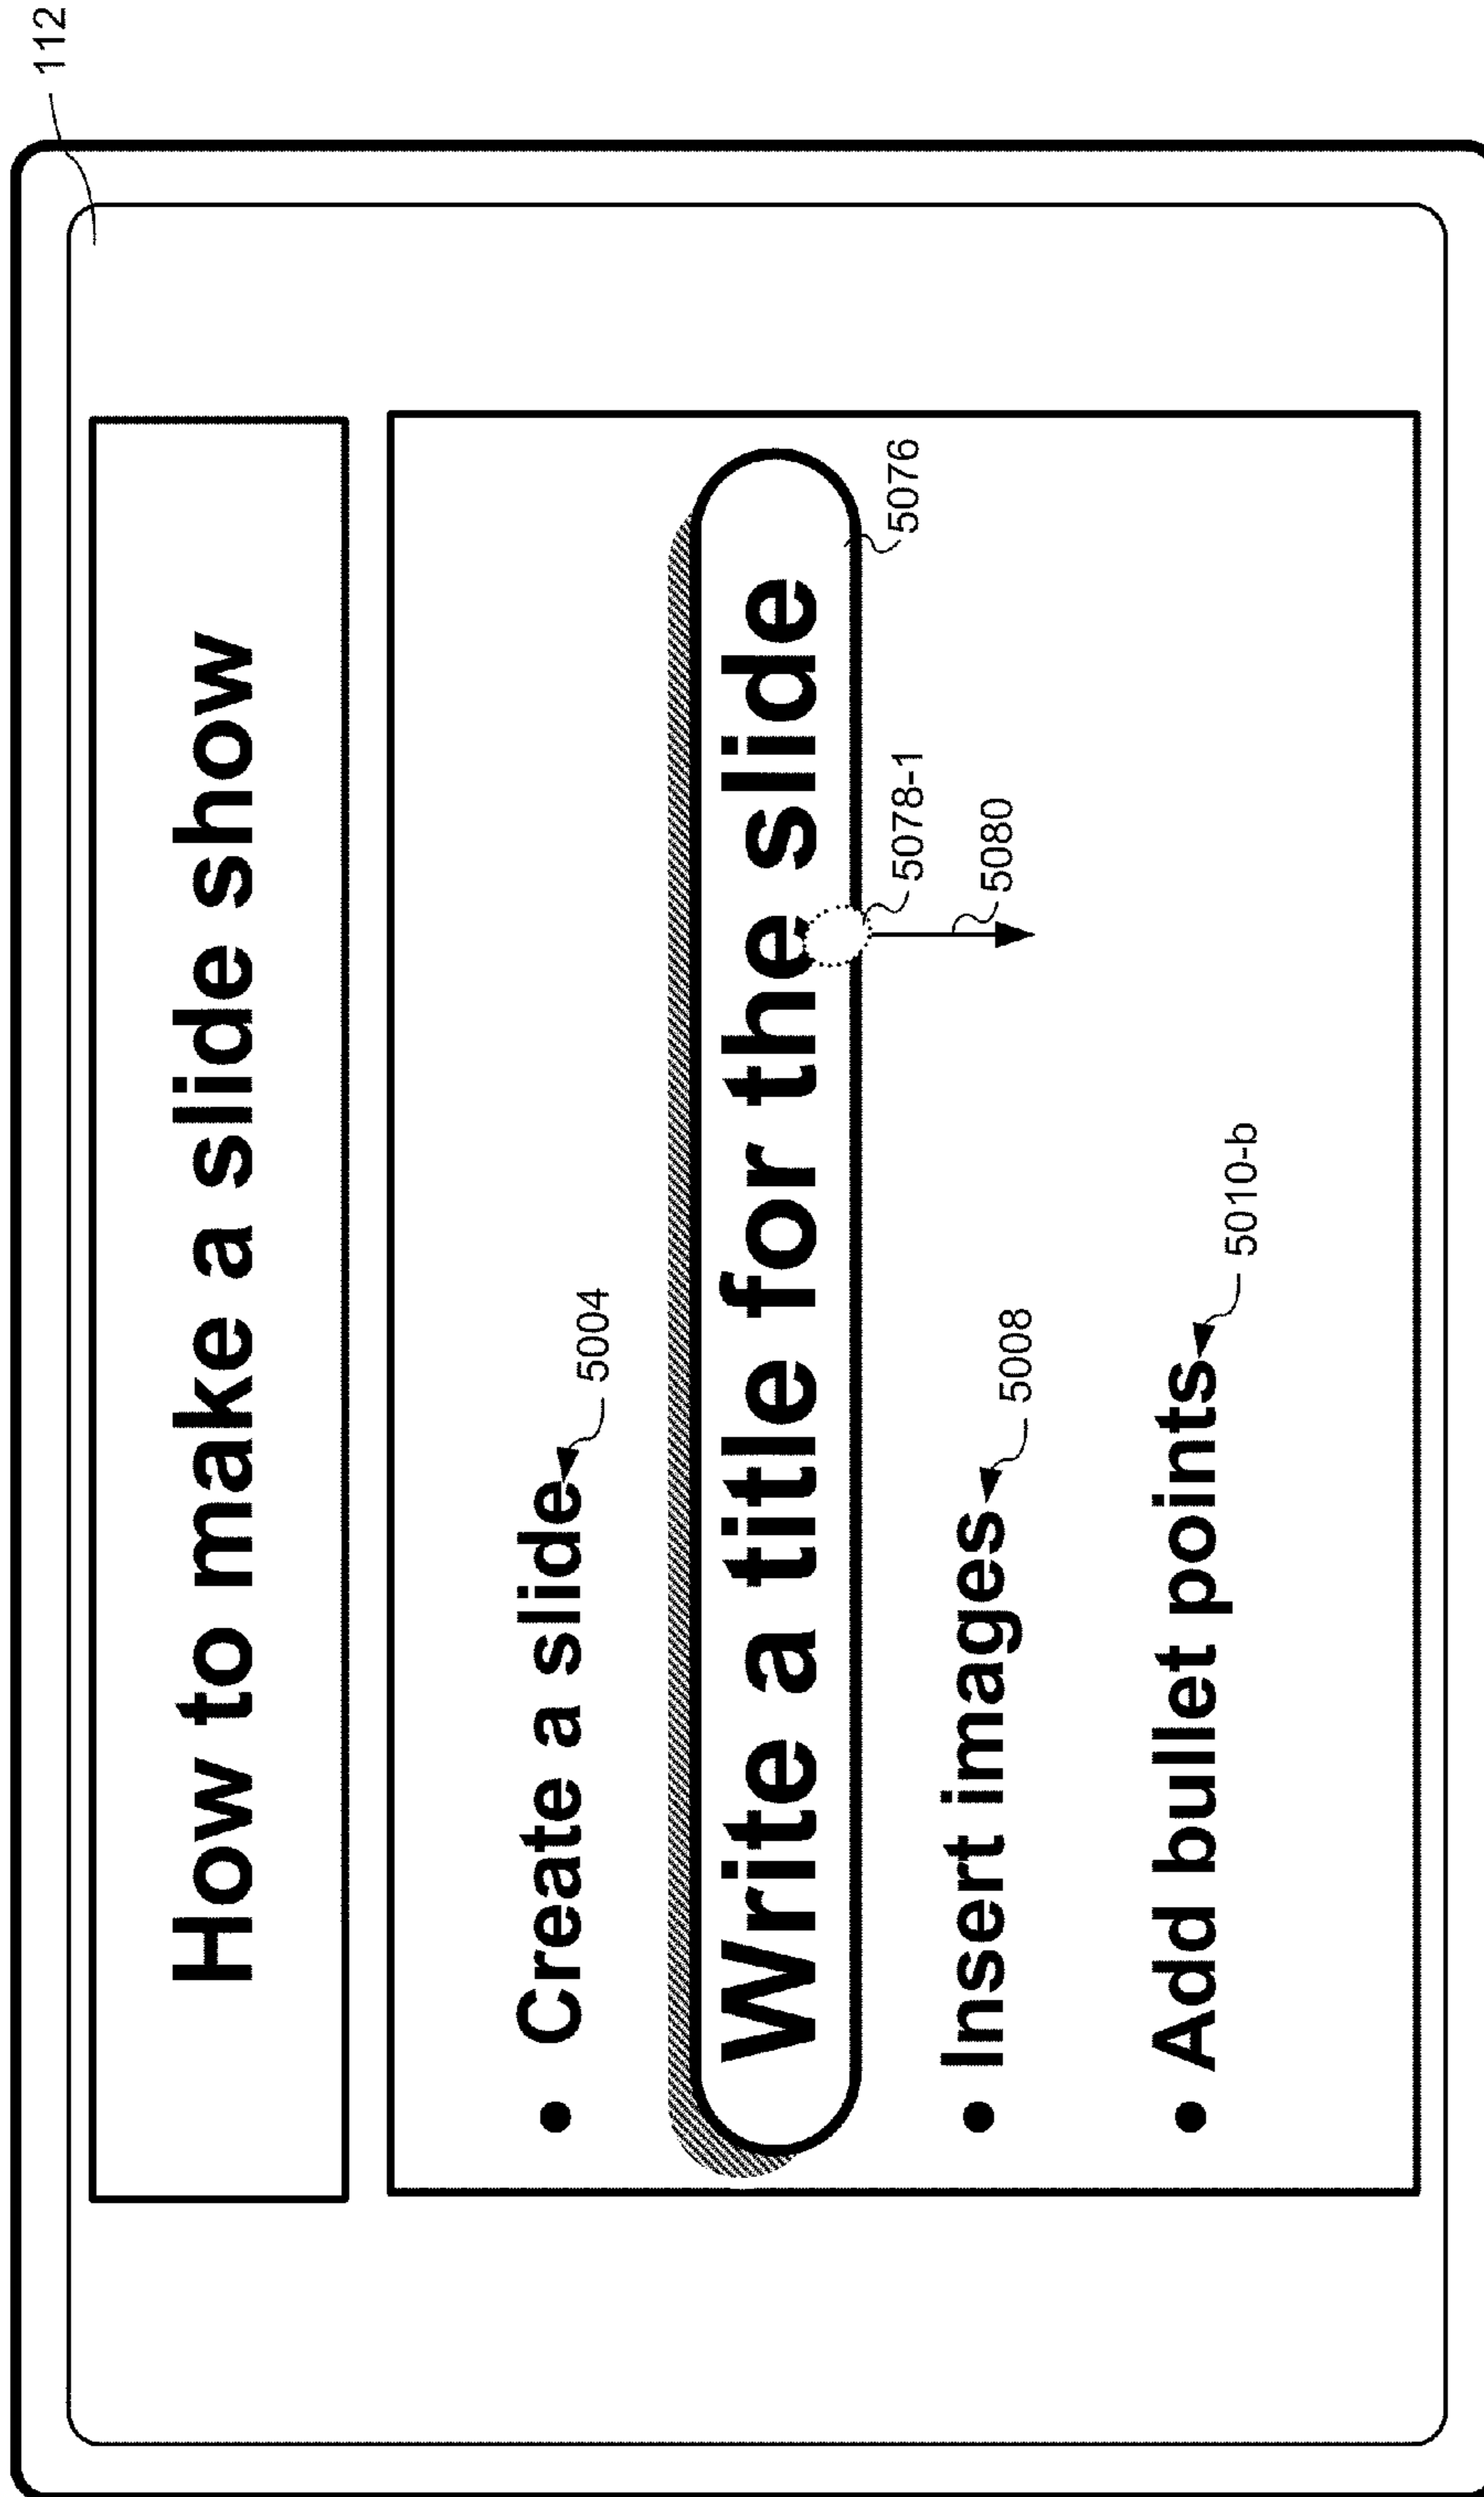 112
How to make a slide show
• Create a slide
5004
Write a title for the slide
5076
5078-1
5080
• Insert images
5008
• Add bullet points
5010-b